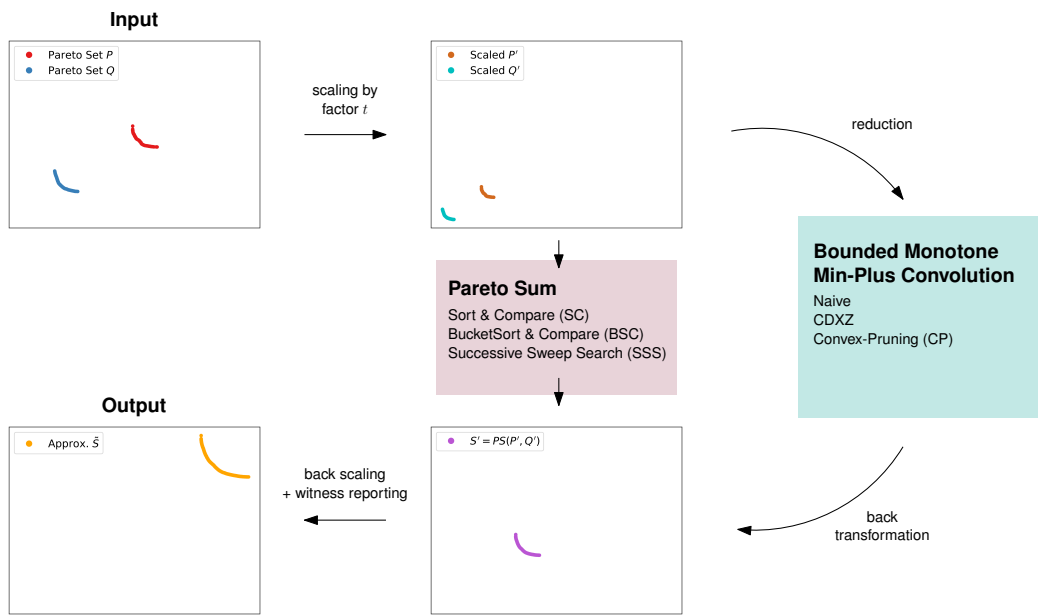 Input
Pareto Set P
Pareto Set Q
scaling by
factor t
Scaled P′
Scaled Q′
reduction
Bounded Monotone
Min-Plus Convolution
Naive
CDXZ
Convex-Pruning (CP)
Pareto Sum
Sort & Compare (SC)
BucketSort & Compare (BSC)
Successive Sweep Search (SSS)
Output
Approx. S̃
back scaling
+ witness reporting
S′ = PS(P′, Q′)
back
transformation